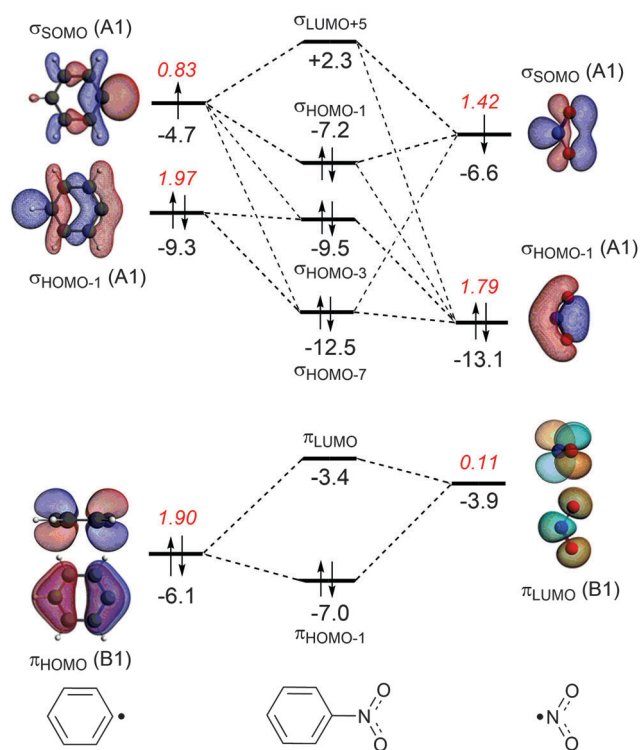 σSOMO (A1)
0.83
-4.7
1.97
-9.3
σHOMO-1 (A1)
σLUMO+5
+2.3
σHOMO-1
-7.2
-9.5
σHOMO-3
-12.5
σHOMO-7
σSOMO (A1)
1.42
-6.6
σHOMO-1 (A1)
1.79
-13.1
1.90
-6.1
πHOMO (B1)
πLUMO
-3.4
-7.0
πHOMO-1
0.11
-3.9
πLUMO (B1)
O
N
O
O
N
O